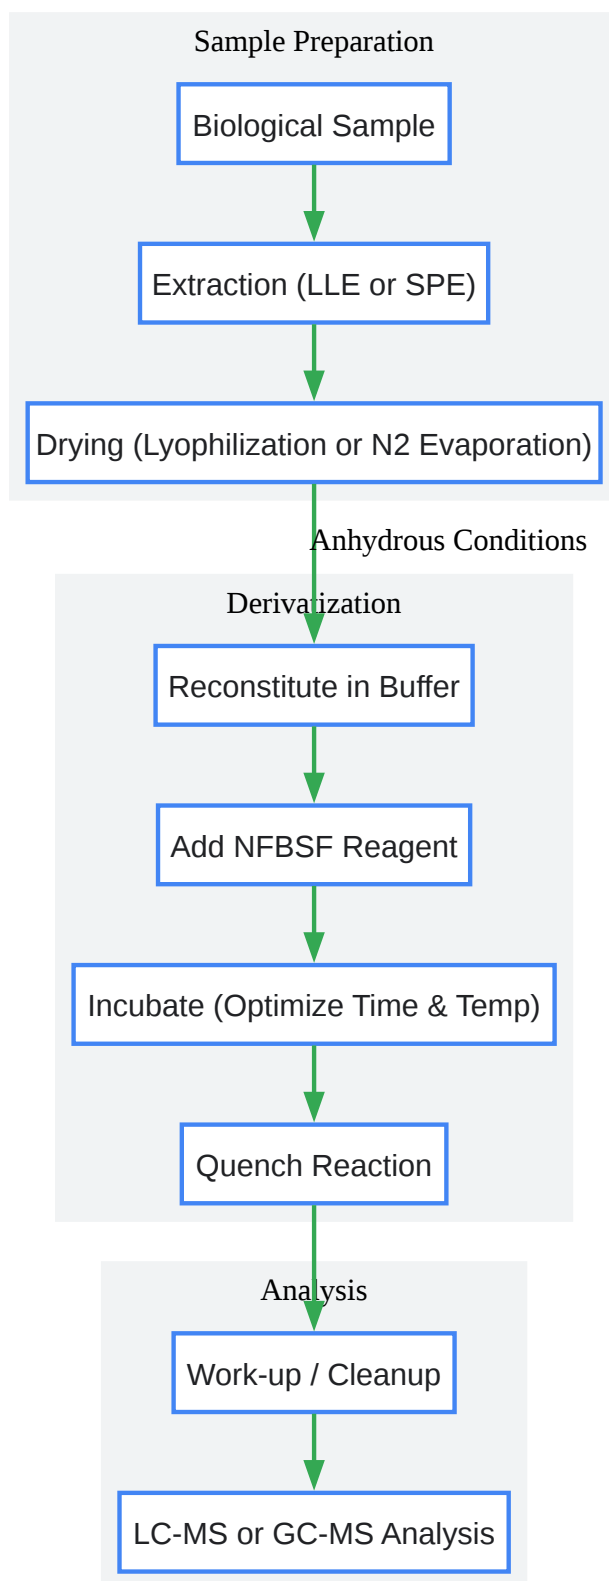 Sample Preparation
Biological Sample
Extraction (LLE or SPE)
Drying (Lyophilization or N2 Evaporation)
Anhydrous Conditions
Derivatization
Reconstitute in Buffer
Add NFBSF Reagent
Incubate (Optimize Time & Temp)
Quench Reaction
Analysis
Work-up / Cleanup
LC-MS or GC-MS Analysis